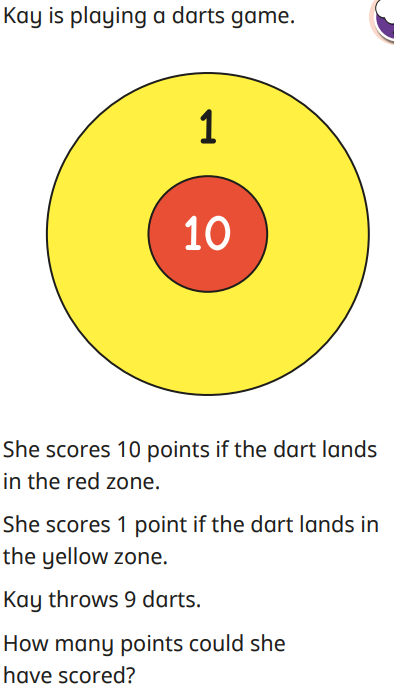 Kay is playing a darts game.
1
10
She scores 10 points if the dart lands
in the red zone.
She scores 1 point if the dart lands in
the yellow zone.
Kay throws 9 darts.
How many points could she
have scored?